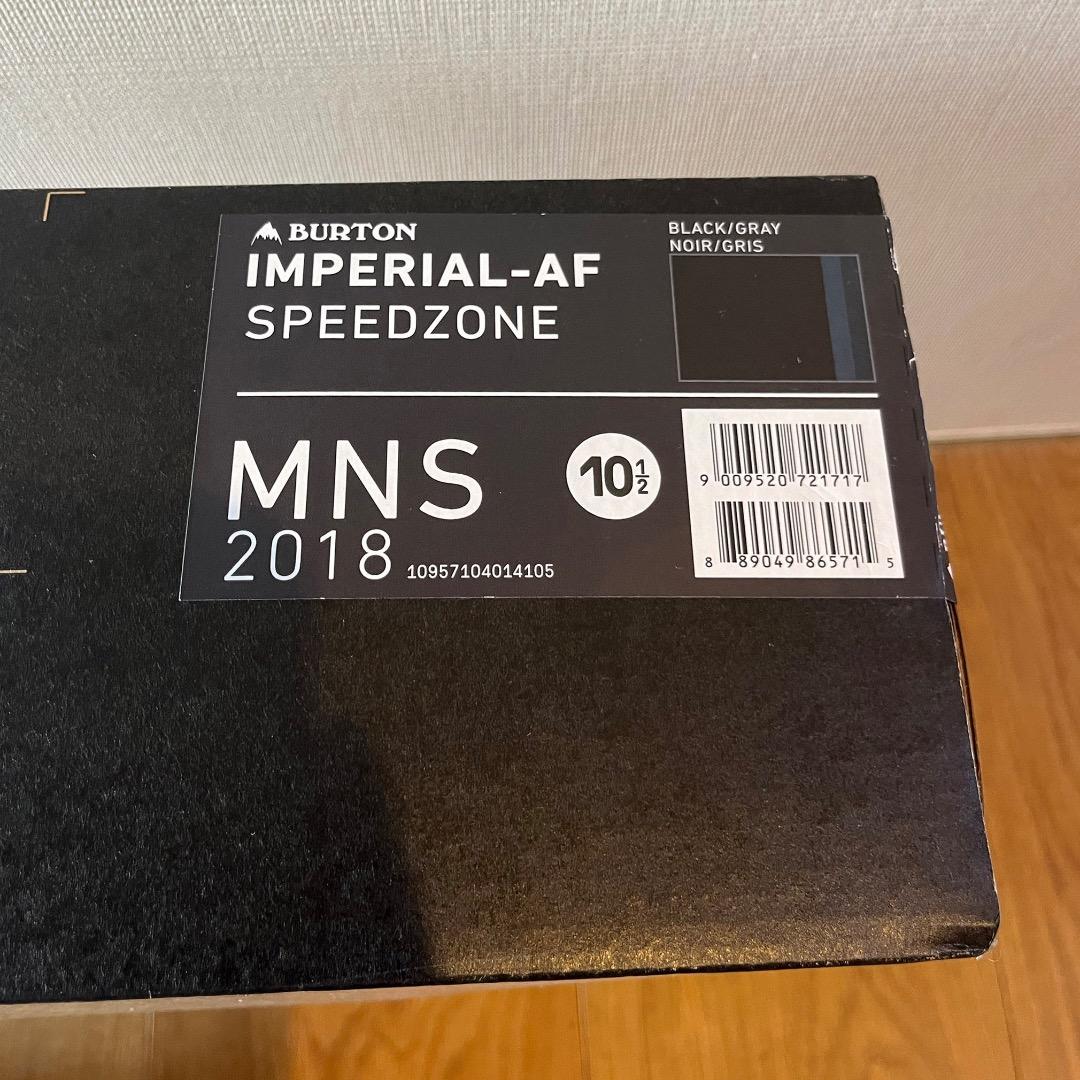 BURTON
IMPERIAL-AF
SPEEDZONE
BLACK/GRAY
NOIR/GRIS
MNS
10 1/2
2018
10957104014105
9 009520 721717
8 89049 86571 5